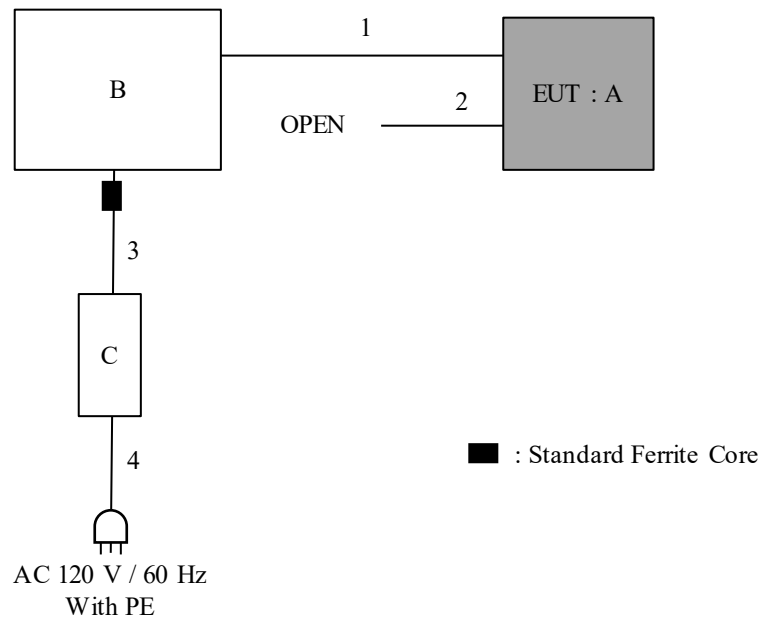 1
B
EUT : A
2
OPEN
3
C
4
: Standard Ferrite Core
AC 120 V / 60 Hz
With PE